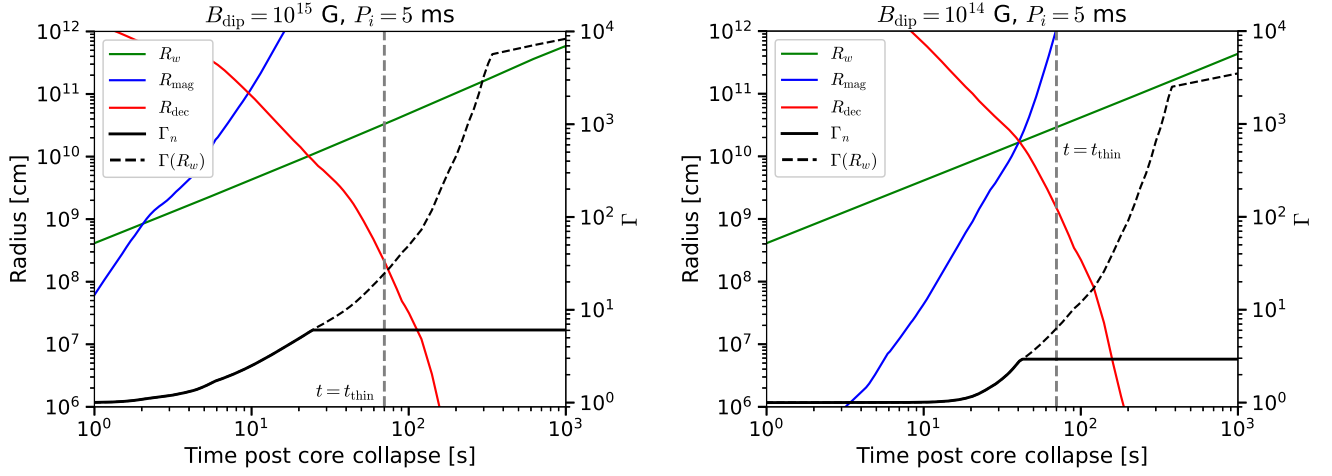 B_dip = 10^15 G, P_i = 5 ms
10^12
10^11
10^10
10^9
10^8
10^7
10^6
Radius [cm]
R_w
R_mag
R_dec
Γ_n
Γ(R_w)
t = t_thin
10^4
10^3
10^2
10^1
10^0
Γ
10^0
10^1
10^2
10^3
Time post core collapse [s]
B_dip = 10^14 G, P_i = 5 ms
10^12
10^11
10^10
10^9
10^8
10^7
10^6
Radius [cm]
R_w
R_mag
R_dec
Γ_n
Γ(R_w)
t = t_thin
10^4
10^3
10^2
10^1
10^0
Γ
10^0
10^1
10^2
10^3
Time post core collapse [s]